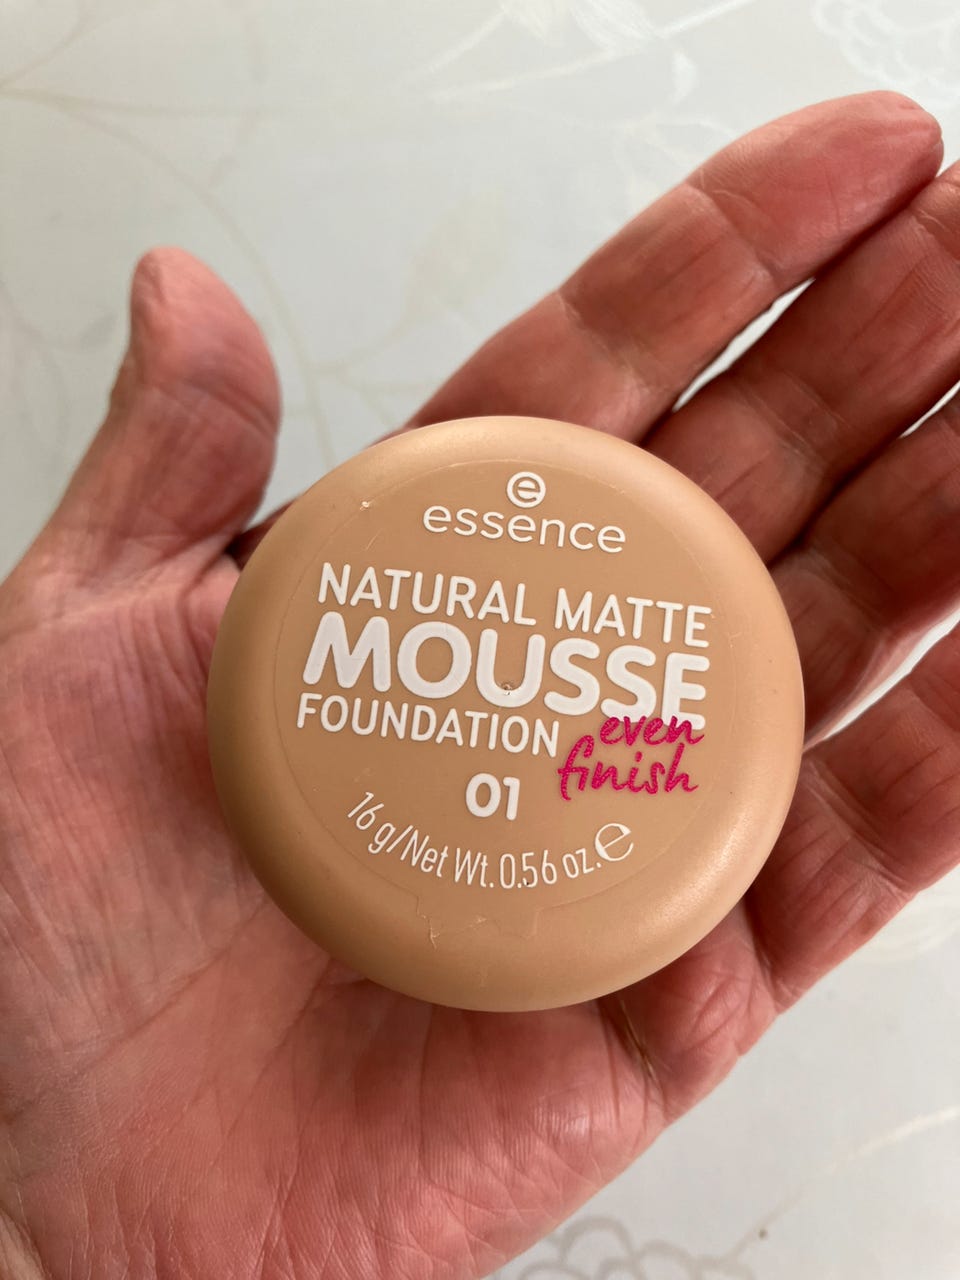 e
essence
NATURAL MATTE
MOUSSE
FOUNDATION
even
finish
01
16 g/Net Wt. 0.56 oz. ℮